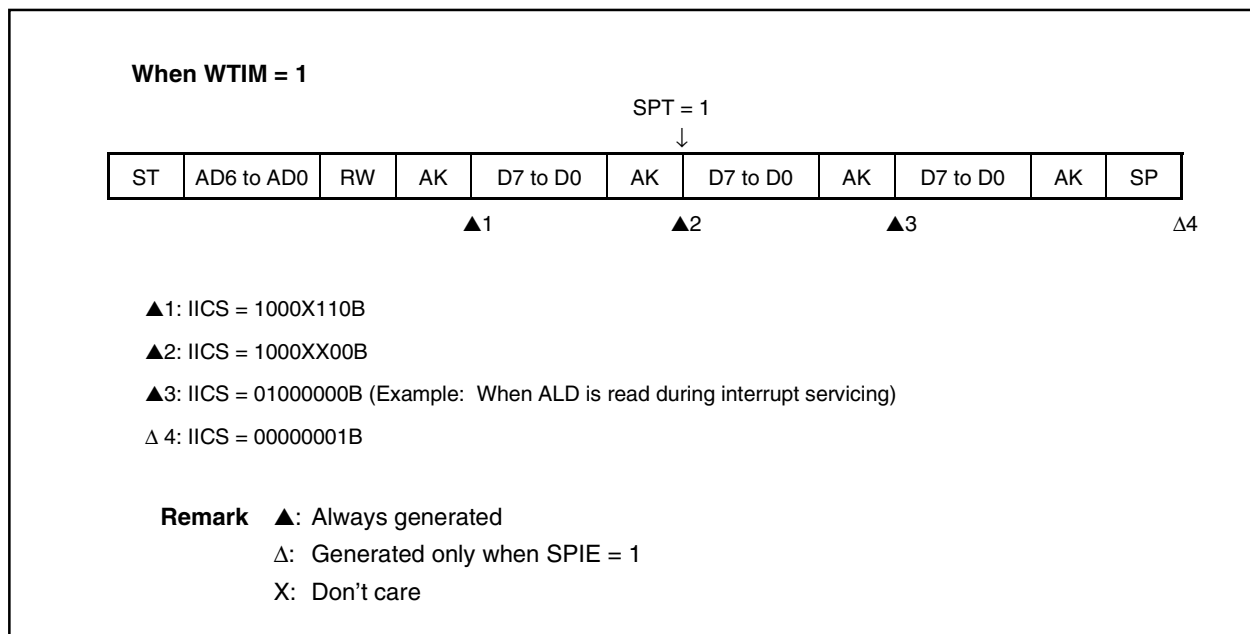 When WTIM = 1
SPT = 1
↓
ST AD6 to AD0 RW AK D7 to D0 AK D7 to D0 AK D7 to D0 AK SP
▲1 ▲2 ▲3 Δ4
▲1: IICS = 1000X110B
▲2: IICS = 1000XX00B
▲3: IICS = 01000000B (Example: When ALD is read during interrupt servicing)
Δ 4: IICS = 00000001B
Remark ▲: Always generated
Δ: Generated only when SPIE = 1
X: Don't care